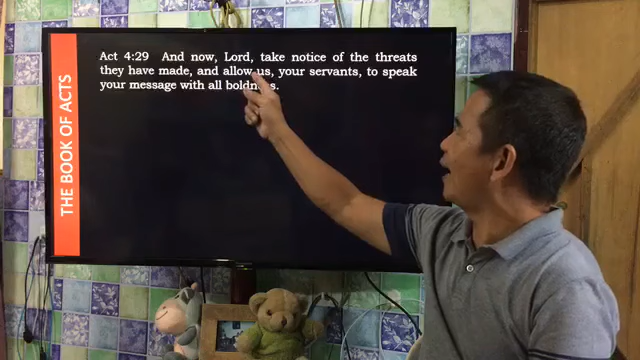 THE BOOK OF ACTS
Act 4:29 And now, Lord, take notice of the threats
they have made, and allow us, your servants, to speak
your message with all boldness.